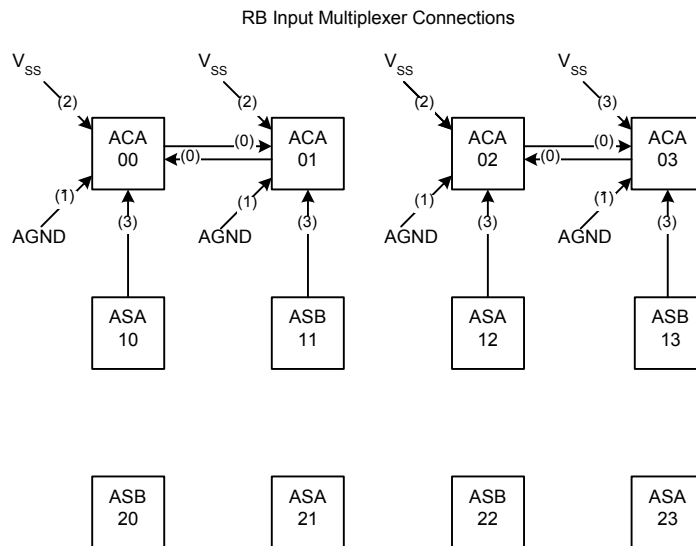 RB Input Multiplexer Connections
VSS VSS VSS VSS
(2) (2) (2) (3)
ACA 00
ACA 01
ACA 02
ACA 03
(0) (0)
(0) (0)
(1) (1) (1) (1)
AGND AGND AGND AGND
(3) (3) (3) (3)
ASA 10
ASB 11
ASA 12
ASB 13
ASB 20
ASA 21
ASB 22
ASA 23